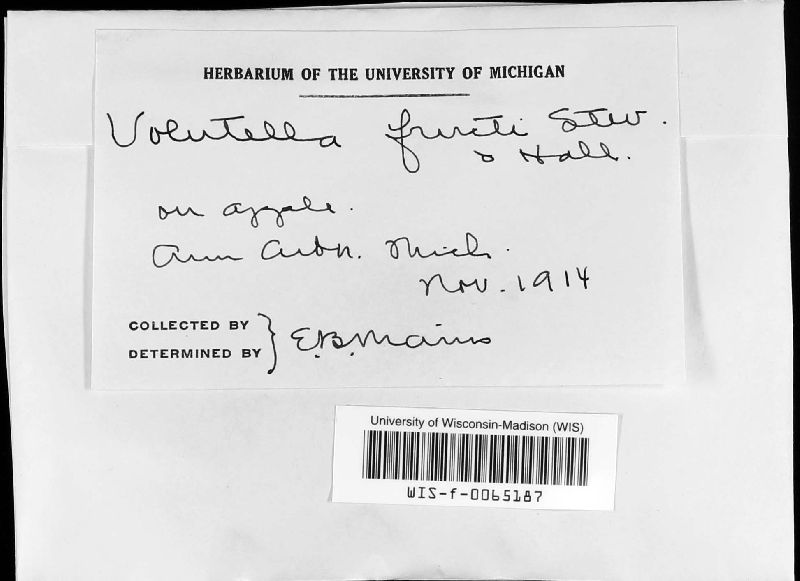 HERBARIUM OF THE UNIVERSITY OF MICHIGAN
Volutella fructi Stev.
& Hall.
on apple.
Ann Arbor. Mich.
Nov. 1914
COLLECTED BY
DETERMINED BY } E.B. Mains
University of Wisconsin-Madison (WIS)
WIS-f-0065187